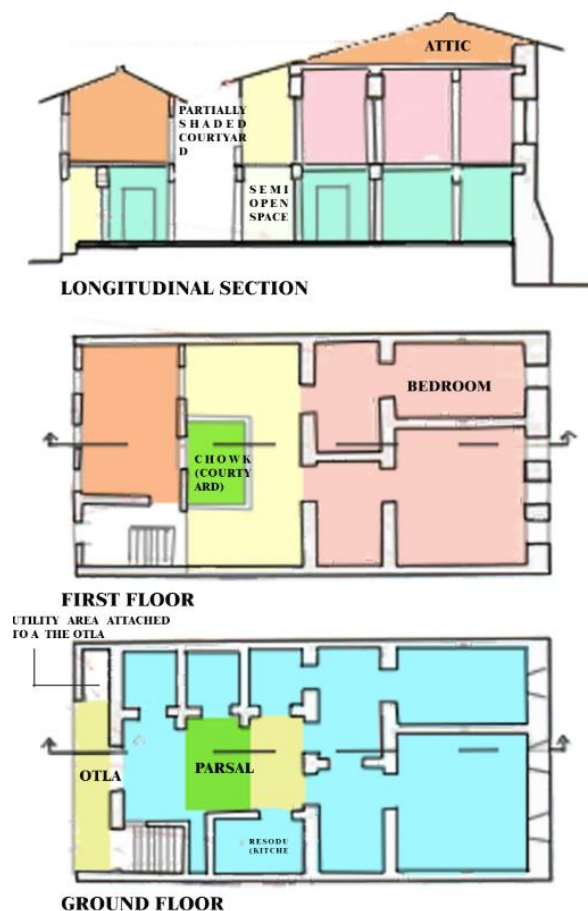 ATTIC
PARTIALLY
SHADED
COURTYAR
D
SEMI
OPEN
SPACE
LONGITUDINAL SECTION
BEDROOM
CHOWK
(COURTY
ARD)
FIRST FLOOR
UTILITY AREA ATTACHED
TO A THE OTLA
OTLA
PARSAL
RESODU
(KITCHE
GROUND FLOOR